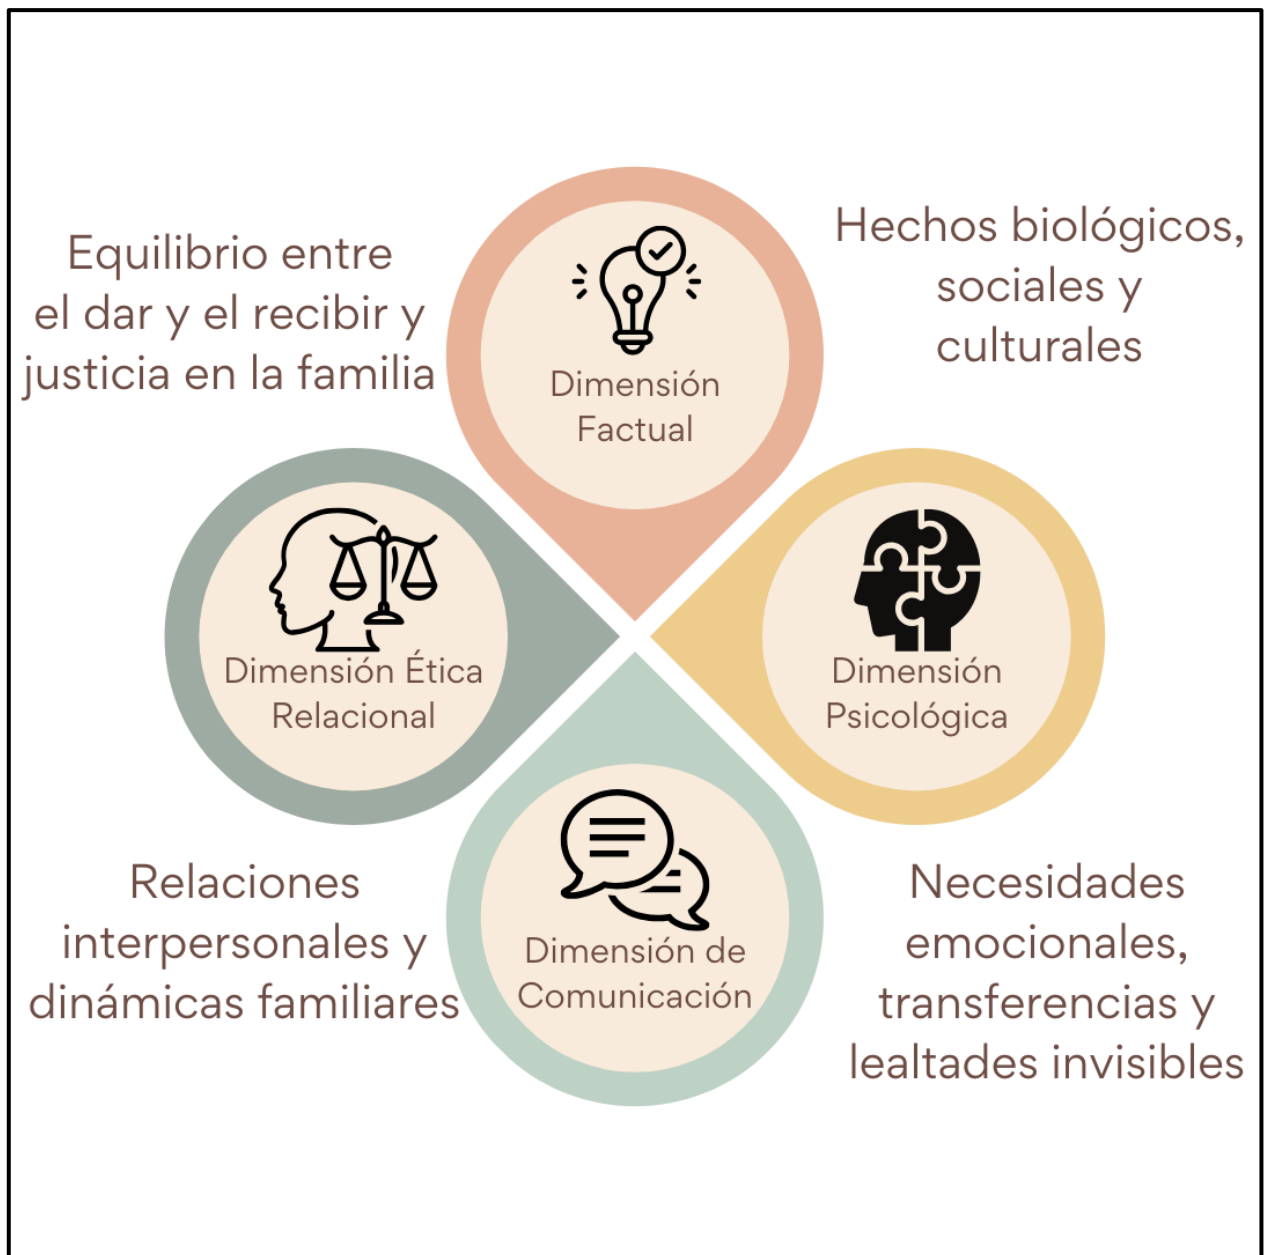 Equilibrio entre
el dar y el recibir y
justicia en la familia
Dimensión
Factual
Hechos biológicos,
sociales y
culturales
Dimensión Ética
Relacional
Dimensión
Psicológica
Relaciones
interpersonales y
dinámicas familiares
Dimensión de
Comunicación
Necesidades
emocionales,
transferencias y
lealtades invisibles